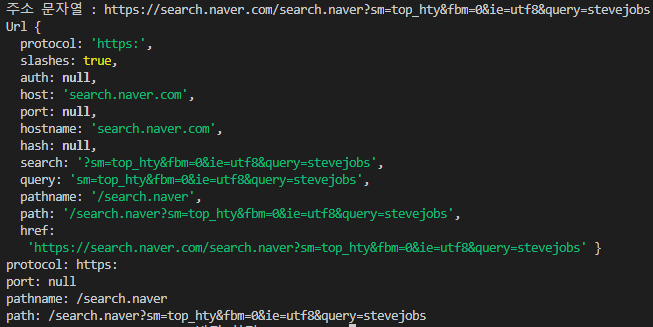 주소 문자열 : https://search.naver.com/search.naver?sm=top_hty&fbm=0&ie=utf8&query=stevejobs
Url {
  protocol: 'https:',
  slashes: true,
  auth: null,
  host: 'search.naver.com',
  port: null,
  hostname: 'search.naver.com',
  hash: null,
  search: '?sm=top_hty&fbm=0&ie=utf8&query=stevejobs',
  query: 'sm=top_hty&fbm=0&ie=utf8&query=stevejobs',
  pathname: '/search.naver',
  path: '/search.naver?sm=top_hty&fbm=0&ie=utf8&query=stevejobs',
  href:
   'https://search.naver.com/search.naver?sm=top_hty&fbm=0&ie=utf8&query=stevejobs' }
protocol: https:
port: null
pathname: /search.naver
path: /search.naver?sm=top_hty&fbm=0&ie=utf8&query=stevejobs